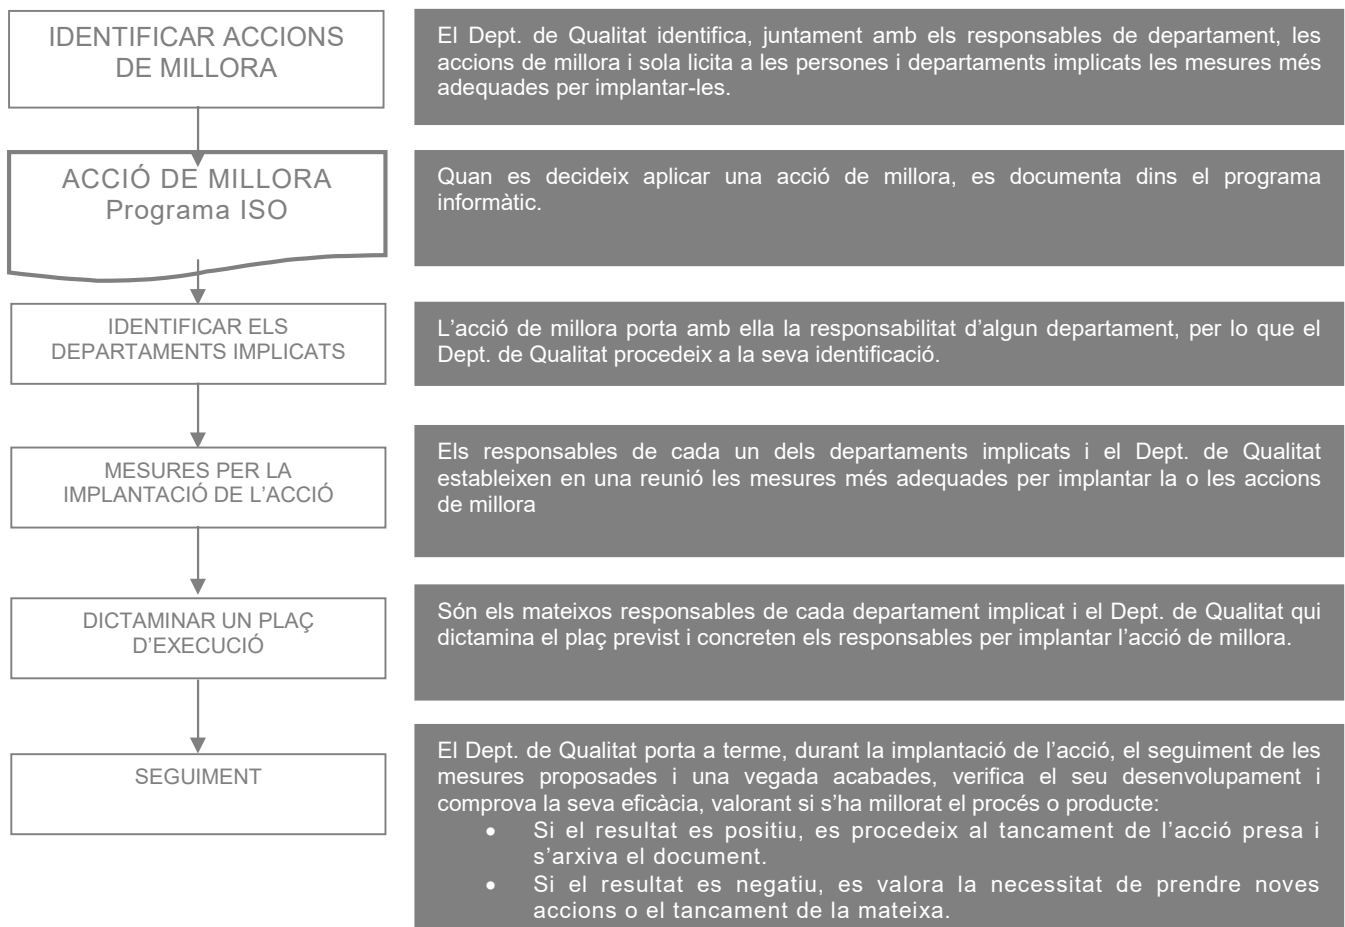 IDENTIFICAR ACCIONS
DE MILLORA
El Dept. de Qualitat identifica, juntament amb els responsables de departament, les
accions de millora i sola licita a les persones i departaments implicats les mesures més
adequades per implantar-les.
ACCIÓ DE MILLORA
Programa ISO
Quan es decideix aplicar una acció de millora, es documenta dins el programa
informàtic.
IDENTIFICAR ELS
DEPARTAMENTS IMPLICATS
L’acció de millora porta amb ella la responsabilitat d’algun departament, per lo que el
Dept. de Qualitat procedeix a la seva identificació.
MESURES PER LA
IMPLANTACIÓ DE L’ACCIÓ
Els responsables de cada un dels departaments implicats i el Dept. de Qualitat
estableixen en una reunió les mesures més adequades per implantar la o les accions
de millora
DICTAMINAR UN PLAÇ
D’EXECUCIÓ
Són els mateixos responsables de cada departament implicat i el Dept. de Qualitat qui
dictamina el plaç previst i concreten els responsables per implantar l’acció de millora.
SEGUIMENT
El Dept. de Qualitat porta a terme, durant la implantació de l’acció, el seguiment de les
mesures proposades i una vegada acabades, verifica el seu desenvolupament i
comprova la seva eficàcia, valorant si s’ha millorat el procés o producte:
• Si el resultat es positiu, es procedeix al tancament de l’acció presa i
s’arxiva el document.
• Si el resultat es negatiu, es valora la necessitat de prendre noves
accions o el tancament de la mateixa.